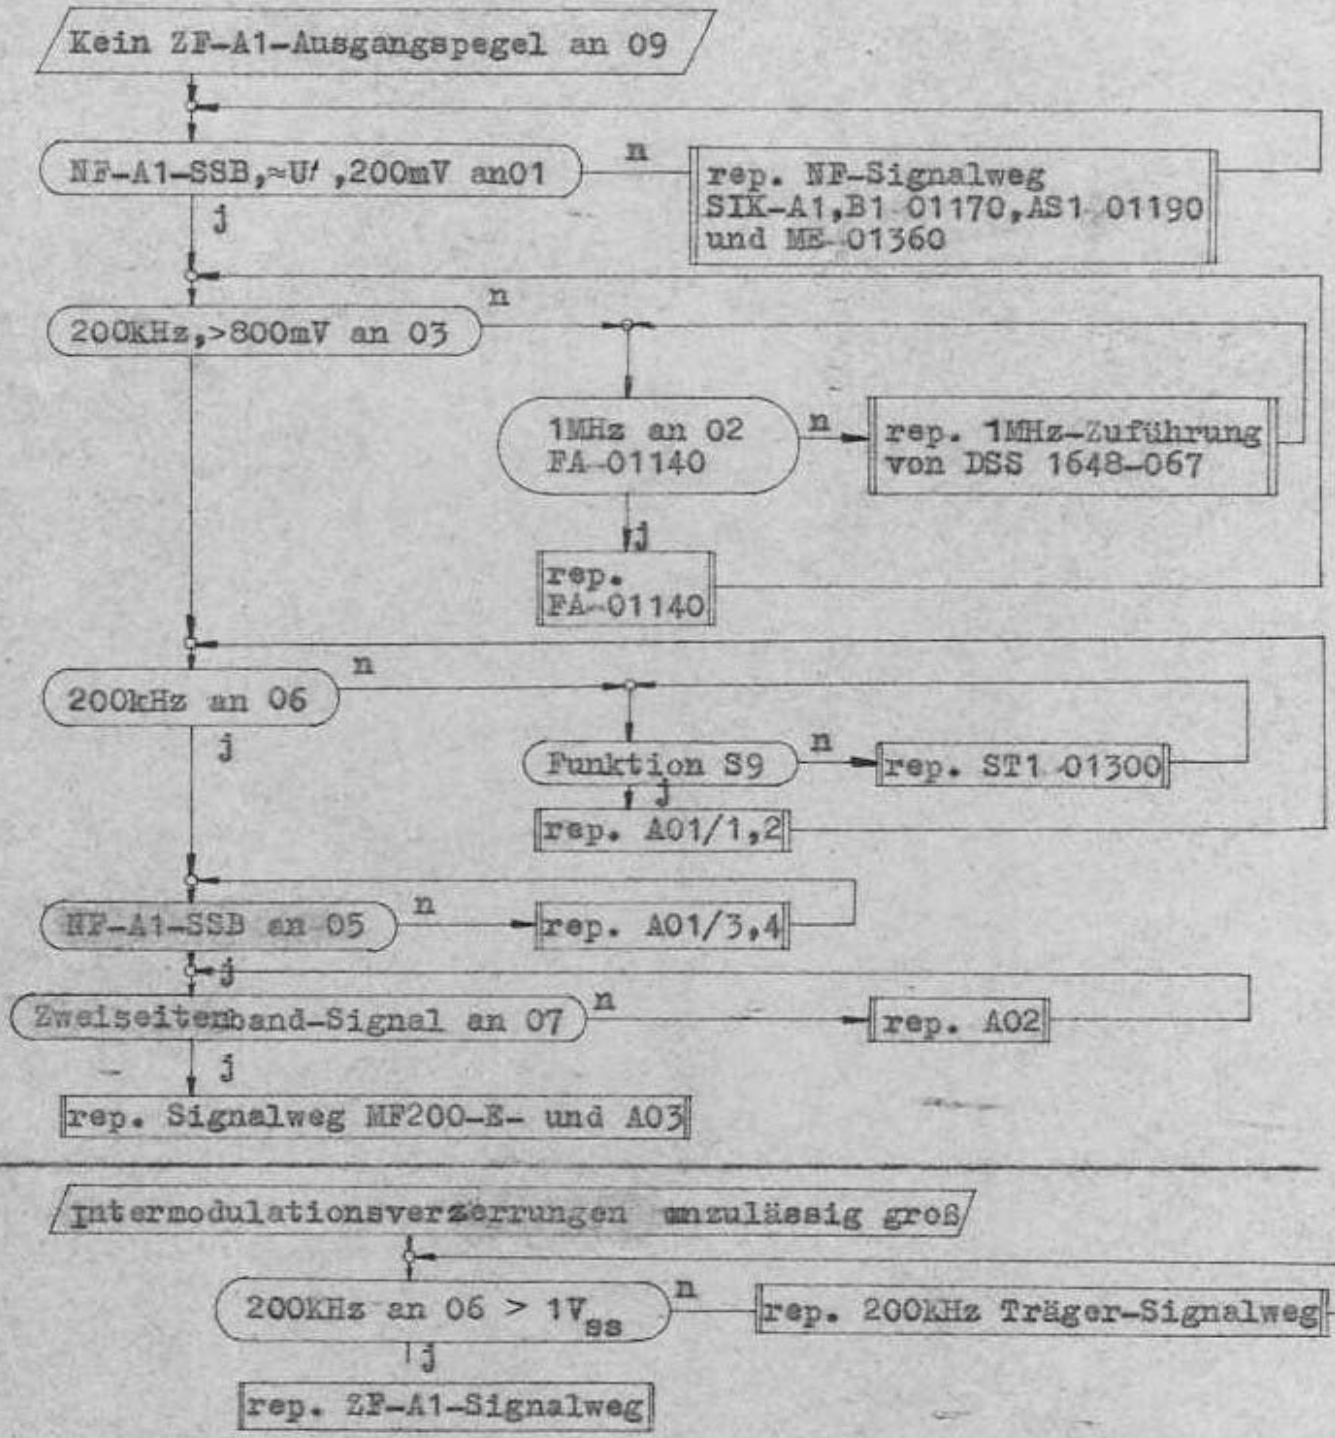 Kein ZF-A1-Ausgangspegel an 09
NF-A1-SSB,≈U′,200mV an01
n
rep. NF-Signalweg
SIK-A1,B1 01170,AS1 01190
und ME 01360
j
200kHz,>800mV an 03
n
1MHz an 02
FA 01140
n
rep. 1MHz-Zuführung
von DSS 1648-067
j
rep.
FA 01140
200kHz an 06
n
j
Funktion S9
n
rep. ST1 01300
j
rep. A01/1,2
NF-A1-SSB an 05
n
rep. A01/3,4
j
Zweiseitenband-Signal an 07
n
rep. A02
j
rep. Signalweg MF200-E- und A03
Intermodulationsverzerrungen unzulässig groß
200kHz an 06 > 1Vss
n
rep. 200kHz Träger-Signalweg
j
rep. ZF-A1-Signalweg